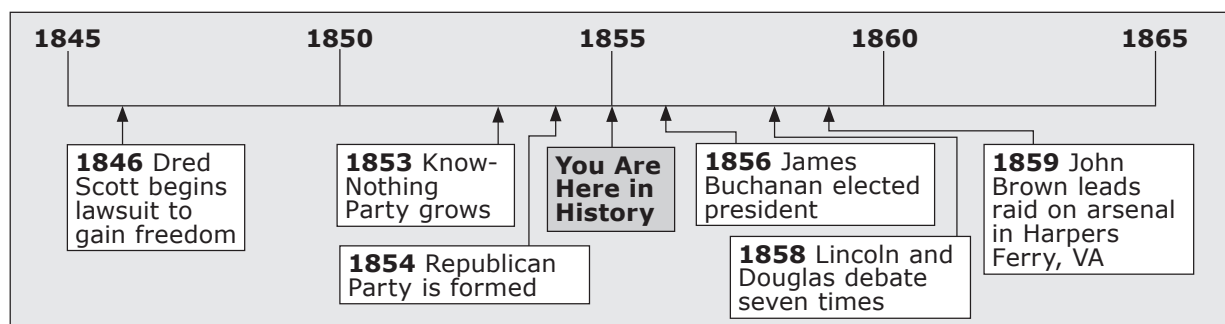 1845 1850 1855 1860 1865
1846 Dred
Scott begins
lawsuit to
gain freedom
1853 Know-
Nothing
Party grows
1854 Republican
Party is formed
You Are
Here in
History
1856 James
Buchanan elected
president
1858 Lincoln and
Douglas debate
seven times
1859 John
Brown leads
raid on arsenal
in Harpers
Ferry, VA